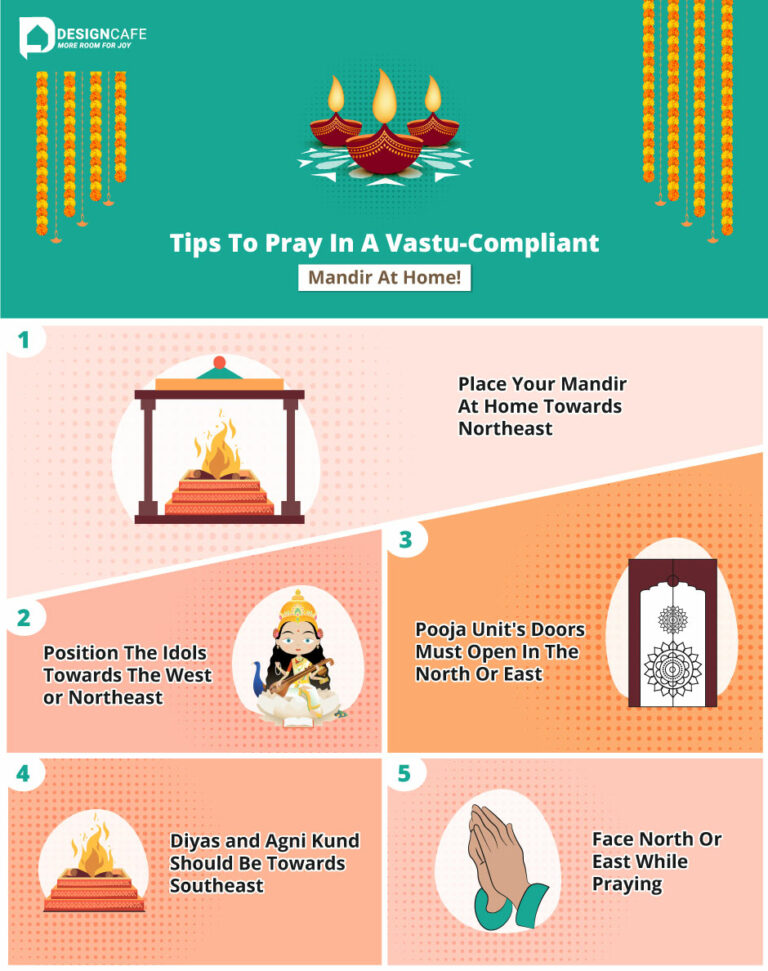 DESIGNCAFE
MORE ROOM FOR JOY
Tips To Pray In A Vastu-Compliant
Mandir At Home!
1
Place Your Mandir
At Home Towards
Northeast
2
Position The Idols
Towards The West
or Northeast
3
Pooja Unit's Doors
Must Open In The
North Or East
4
Diyas and Agni Kund
Should Be Towards
Southeast
5
Face North Or
East While
Praying